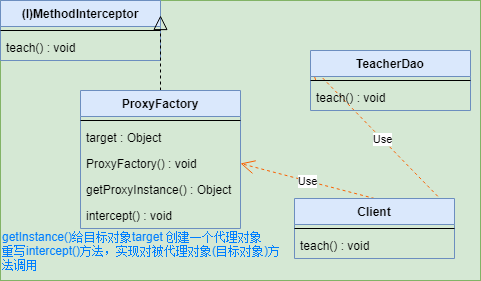 (I)MethodInterceptor
teach() : void
TeacherDao
teach() : void
ProxyFactory
target : Object
ProxyFactory() : void
getProxyInstance() : Object
intercept() : void
Use
Use
Client
teach() : void
getInstance()给目标对象target 创建一个代理对象
重写intercept()方法，实现对被代理对象(目标对象)方
法调用